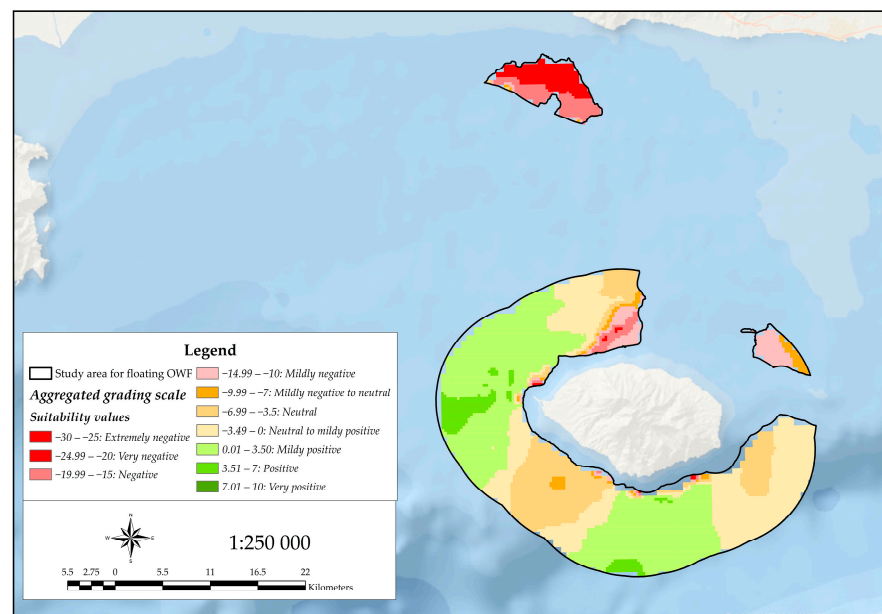 Legend
Study area for floating OWF
Aggregated grading scale
Suitability values
−30 – −25: Extremely negative
−24.99 – −20: Very negative
−19.99 – −15: Negative
−14.99 – −10: Mildly negative
−9.99 – −7: Mildly negative to neutral
−6.99 – −3.5: Neutral
−3.49 – 0: Neutral to mildly positive
0.01 – 3.50: Mildly positive
3.51 – 7: Positive
7.01 – 10: Very positive
N
W E
S
1:250 000
5.5 2.75 0 5.5 11 16.5 22
Kilometers